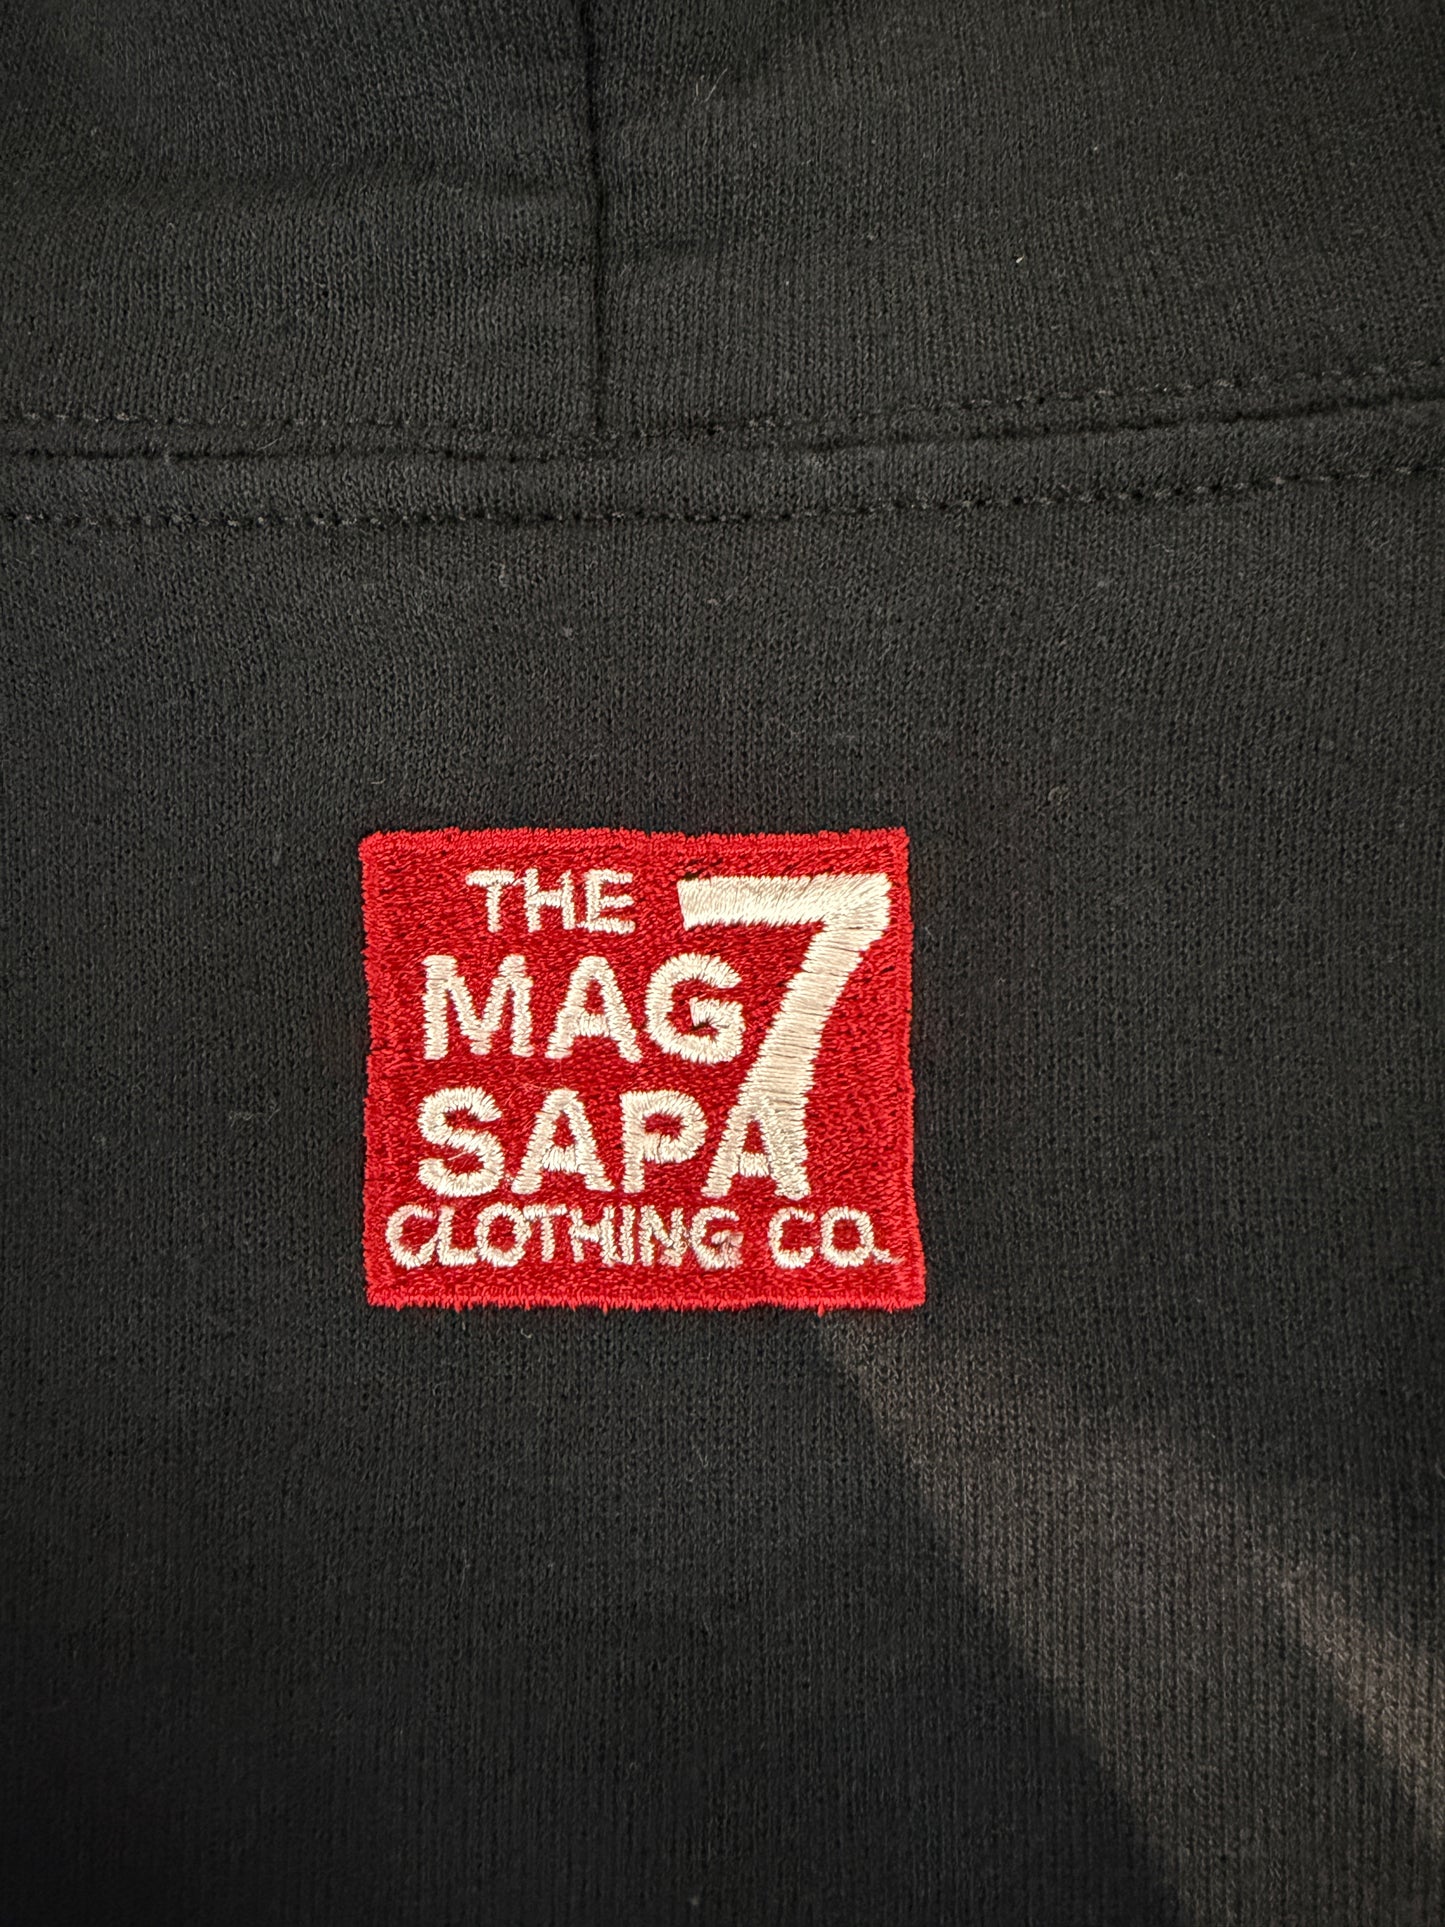 THE
MAG 7
SAPA
CLOTHING CO.